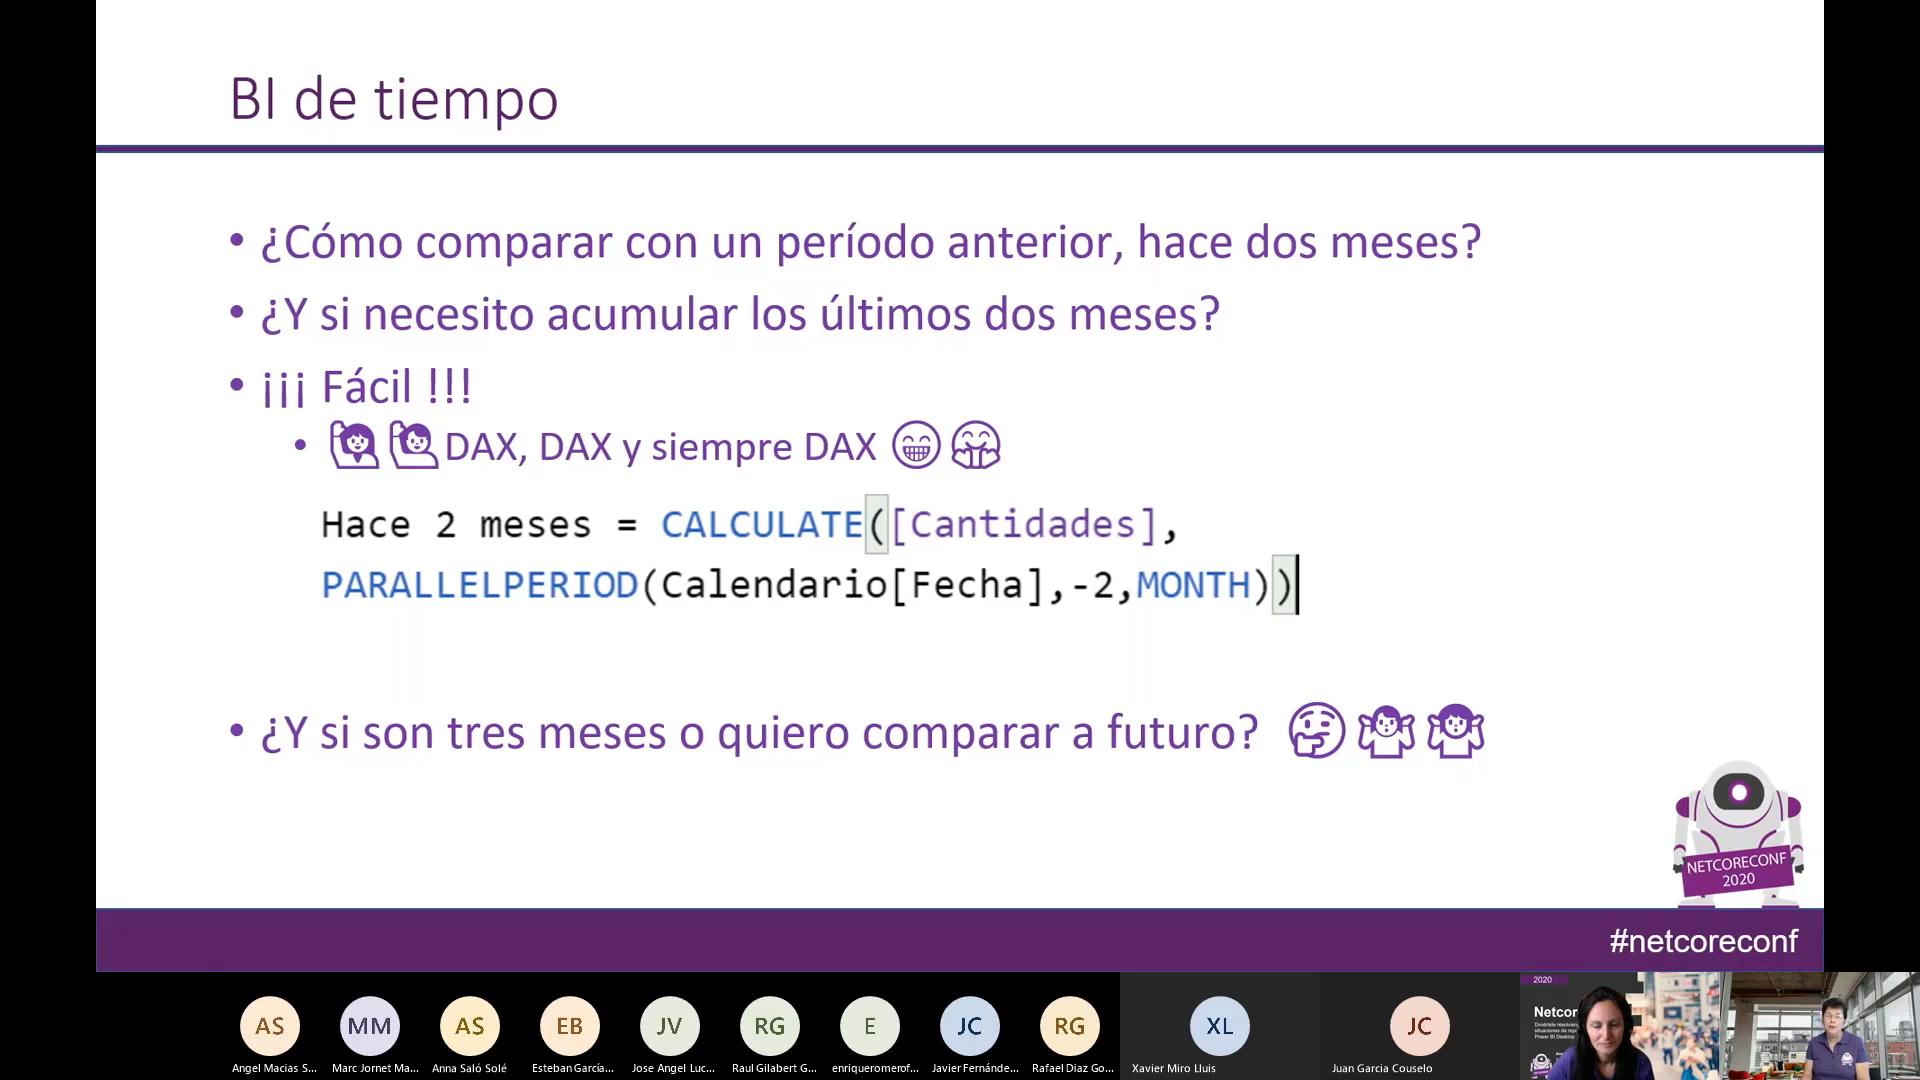 BI de tiempo
• ¿Cómo comparar con un período anterior, hace dos meses?
• ¿Y si necesito acumular los últimos dos meses?
• ¡¡¡ Fácil !!!
• DAX, DAX y siempre DAX
Hace 2 meses = CALCULATE([Cantidades],
PARALLELPERIOD(Calendario[Fecha],-2,MONTH))
• ¿Y si son tres meses o quiero comparar a futuro?
NETCORECONF
2020
#netcoreconf
AS
MM
AS
EB
JV
RG
E
JC
RG
XL
JC
Angel Macias S...
Marc Jornet Ma...
Anna Saló Solé
Esteban García...
Jose Angel Luc...
Raul Gilabert G...
enriqueromerof...
Javier Fernánde...
Rafael Diaz Go...
Xavier Miro Lluis
Juan Garcia Couselo
2020
Netcor
Power BI Desktop